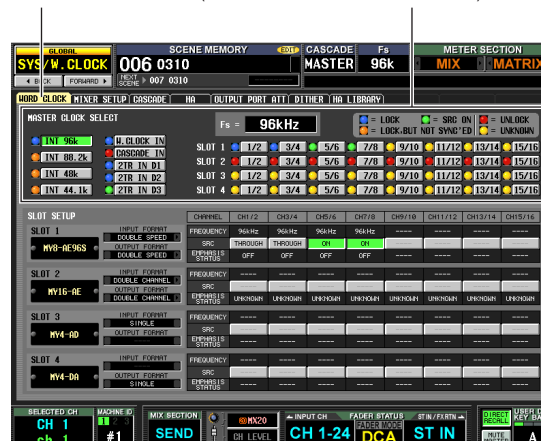 GLOBAL SCENE MEMORY EDIT CASCADE Fs METER SECTION
SYS/W.CLOCK 006 0310 MASTER 96k MIX MATRIX
BACK FORWARD NEXT SCENE 007 0310
WORD CLOCK MIXER SETUP CASCADE HA OUTPUT PORT ATT DITHER HA LIBRARY
MASTER CLOCK SELECT
Fs = 96kHz
= LOCK = SRC ON = UNLOCK
= LOCK,BUT NOT SYNC'ED = UNKNOWN
INT 96k W.CLOCK IN
INT 88.2k CASCADE IN
INT 48k 2TR IN D1
2TR IN D2
INT 44.1k 2TR IN D3
SLOT 1 1/2 3/4 5/6 7/8 9/10 11/12 13/14 15/16
SLOT 2 1/2 3/4 5/6 7/8 9/10 11/12 13/14 15/16
SLOT 3 1/2 3/4 5/6 7/8 9/10 11/12 13/14 15/16
SLOT 4 1/2 3/4 5/6 7/8 9/10 11/12 13/14 15/16
SLOT SETUP CHANNEL CH1/2 CH3/4 CH5/6 CH7/8 CH9/10 CH11/12 CH13/14 CH15/16
SLOT 1 INPUT FORMAT DOUBLE SPEED FREQUENCY 96kHz 96kHz 96kHz 96kHz ---- ---- ---- ----
MY8-AE96S OUTPUT FORMAT DOUBLE SPEED SRC THROUGH THROUGH ON ON ---- ---- ---- ----
EMPHASIS STATUS OFF OFF OFF OFF ---- ---- ---- ----
SLOT 2 INPUT FORMAT DOUBLE CHANNEL FREQUENCY ---- ---- ---- ---- ---- ---- ---- ----
MY16-AE OUTPUT FORMAT DOUBLE CHANNEL SRC ---- ---- ---- ---- ---- ---- ---- ----
EMPHASIS STATUS UNKNOWN UNKNOWN UNKNOWN UNKNOWN UNKNOWN UNKNOWN UNKNOWN UNKNOWN
SLOT 3 INPUT FORMAT SINGLE FREQUENCY ---- ---- ---- ---- ---- ---- ---- ----
MY4-AD OUTPUT FORMAT SRC ---- ---- ---- ---- ---- ---- ---- ----
EMPHASIS STATUS ---- ---- ---- ---- ---- ---- ---- ----
SLOT 4 INPUT FORMAT FREQUENCY ---- ---- ---- ---- ---- ---- ---- ----
MY4-DA OUTPUT FORMAT SINGLE SRC ---- ---- ---- ---- ---- ---- ---- ----
EMPHASIS STATUS ---- ---- ---- ---- ---- ---- ---- ----
SELECTED CH MACHINE ID MIX SECTION MIX20 INPUT CH FADER STATUS ST IN/FX.RTN DIRECT RECALL
CH 1 1 2 3 SEND CH 1-24 FADER MODE ST IN
ch 1 #1 CH LEVEL DCA MUTE MASTER A